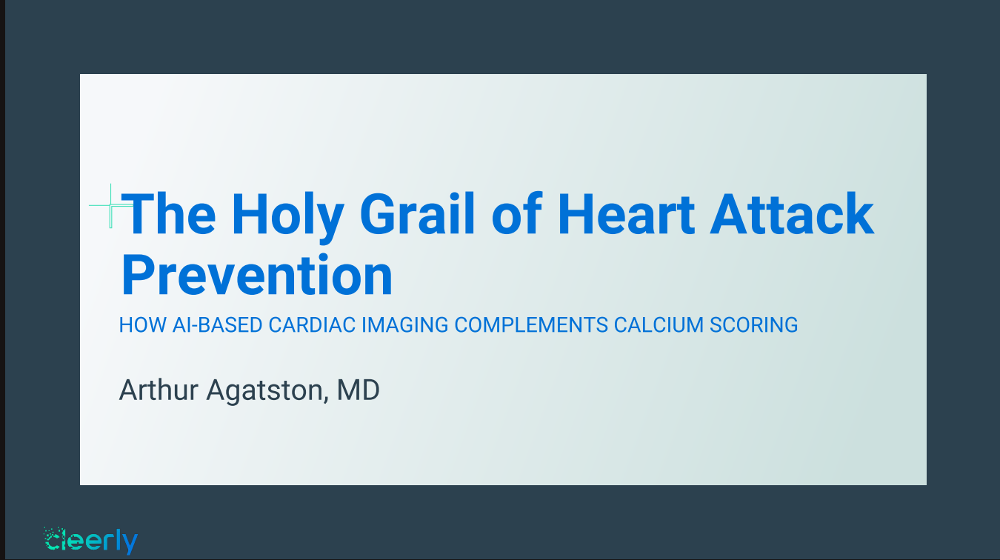 The Holy Grail of Heart Attack
Prevention
HOW AI-BASED CARDIAC IMAGING COMPLEMENTS CALCIUM SCORING
Arthur Agatston, MD
cleerly